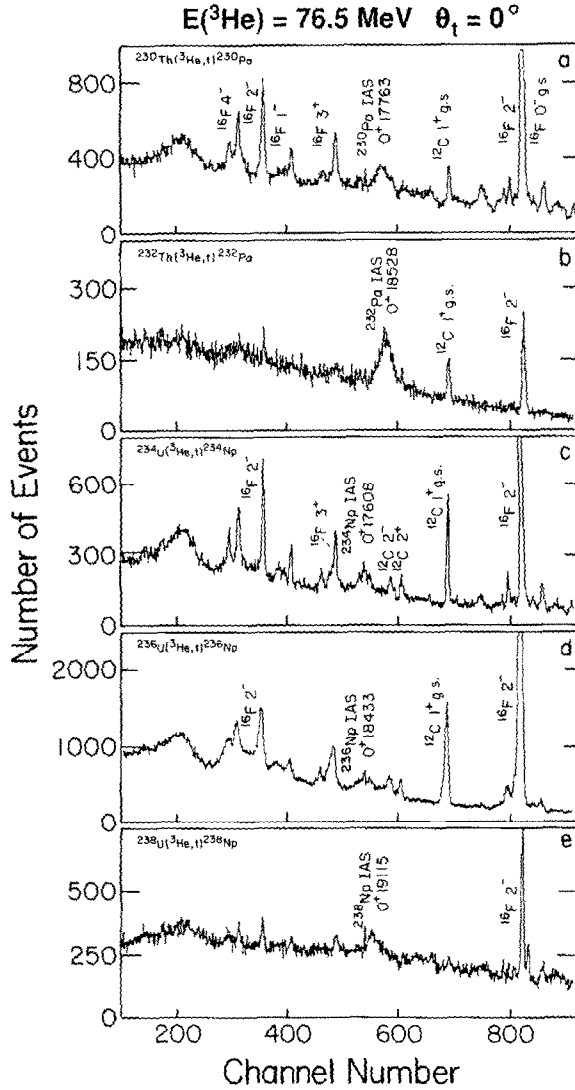 E(³He) = 76.5 MeV θₜ = 0°
a
²³⁰Th(³He,t)²³⁰Pa
800
400
0
¹⁶F 4⁻
¹⁶F 2⁻
¹⁶F 1⁻
¹⁶F 3⁺
²³⁰Pa IAS
0⁺ 17763
¹²C 1⁺ g.s.
¹⁶F 2⁻
¹⁶F 0⁻ g.s.
b
²³²Th(³He,t)²³²Pa
300
150
0
²³²Pa IAS
0⁺ 18528
¹²C 1⁺ g.s.
¹⁶F 2⁻
c
²³⁴U(³He,t)²³⁴Np
600
300
0
¹⁶F 2⁻
¹⁶F 3⁺
²³⁴Np IAS
0⁺ 17608
¹²C 2⁻
¹²C 2⁺
¹²C 1⁺ g.s.
¹⁶F 2⁻
d
²³⁶U(³He,t)²³⁶Np
2000
1000
0
¹⁶F 2⁻
²³⁶Np IAS
0⁺ 18433
¹²C 1⁺ g.s.
¹⁶F 2⁻
e
²³⁸U(³He,t)²³⁸Np
500
250
0
²³⁸Np IAS
0⁺ 19115
¹⁶F 2⁻
200 400 600 800
Number of Events
Channel Number